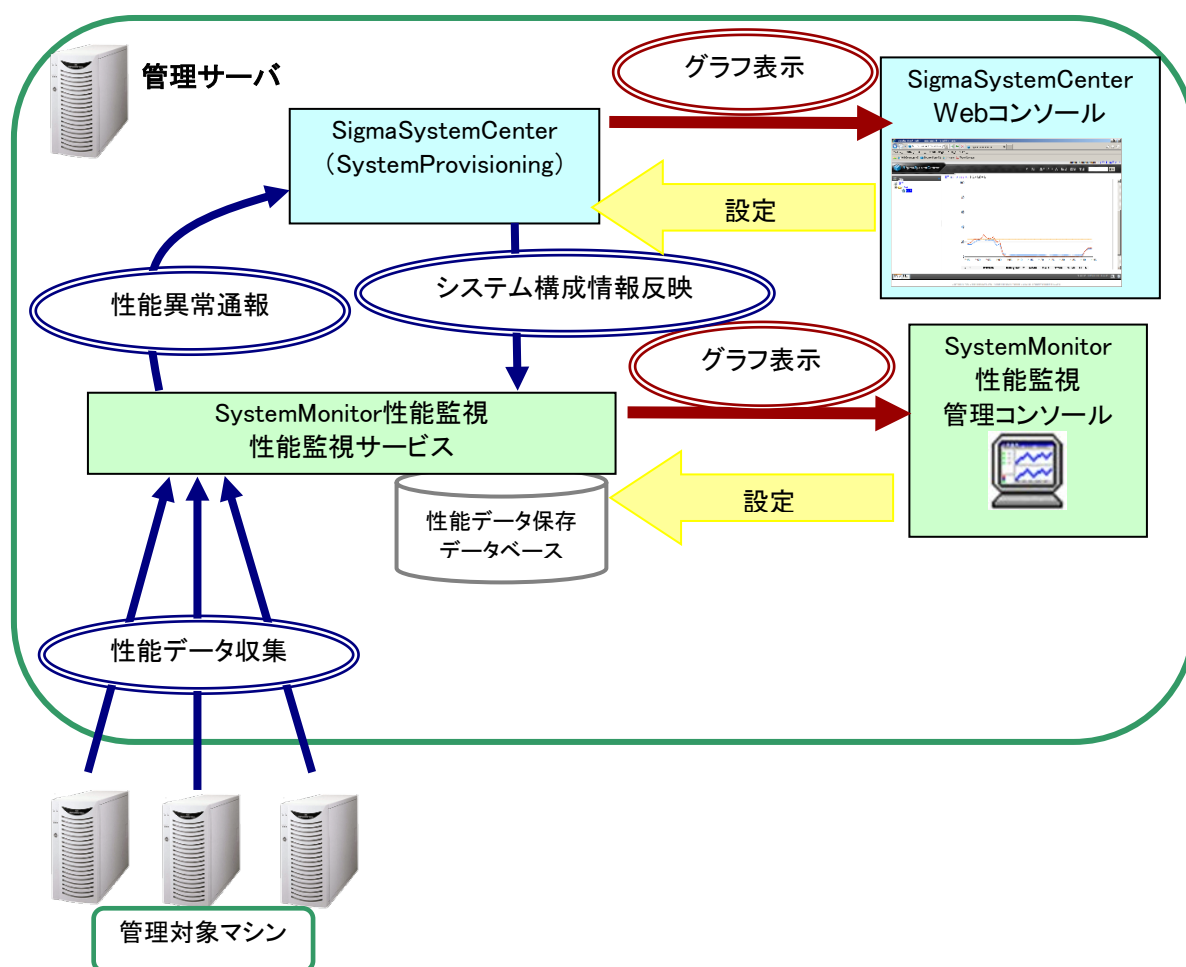 管理サーバ
グラフ表示
SigmaSystemCenter
Webコンソール
SigmaSystemCenter
（SystemProvisioning）
設定
性能異常通報
システム構成情報反映
グラフ表示
SystemMonitor
性能監視
管理コンソール
SystemMonitor性能監視
性能監視サービス
設定
性能データ保存
データベース
性能データ収集
管理対象マシン